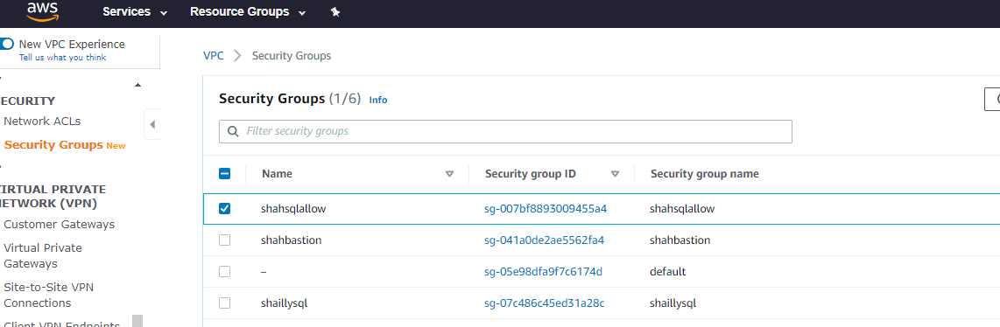 aws Services Resource Groups
New VPC Experience
Tell us what you think
VPC > Security Groups
ECURITY
Network ACLs
Security Groups New
IRTUAL PRIVATE
ETWORK (VPN)
Customer Gateways
Virtual Private
Gateways
Site-to-Site VPN
Connections
Client VPN Endpoints
Security Groups (1/6) Info
Filter security groups
Name Security group ID Security group name
shahsqlallow sg-007bf8893009455a4 shahsqlallow
shahbastion sg-041a0de2ae5562fa4 shahbastion
– sg-05e98dfa9f7c6174d default
shaillysql sg-07c486c45ed31a28c shaillysql